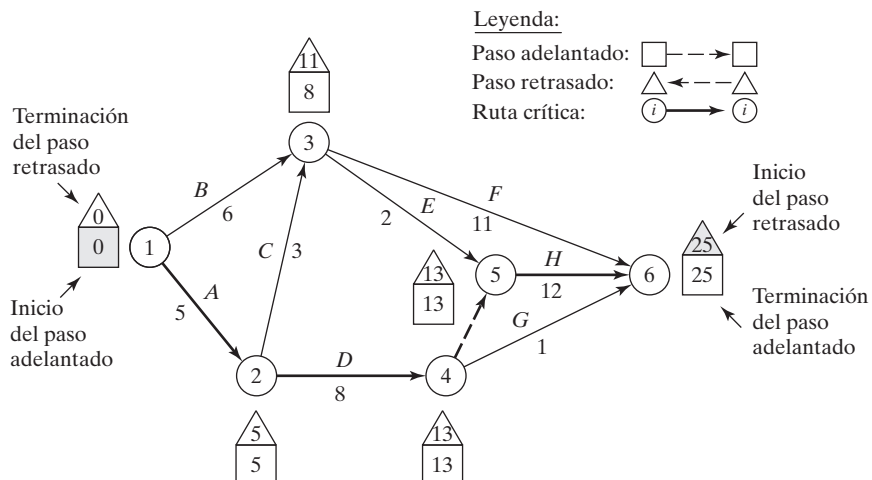 Leyenda:
Paso adelantado:
Paso retrasado:
Ruta crítica:
i
i
11
8
3
Terminación
del paso
retrasado
0
0
1
Inicio
del paso
adelantado
B
6
A
5
C
3
E
2
F
11
Inicio
del paso
retrasado
25
25
6
Terminación
del paso
adelantado
13
13
5
H
12
G
1
2
D
8
4
5
5
13
13